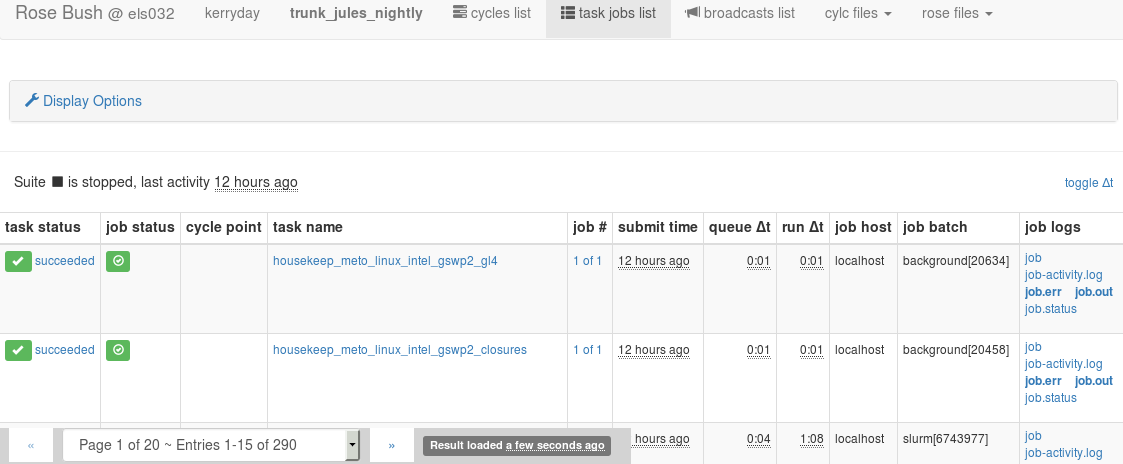 Rose Bush @ els032 kerryday trunk_jules_nightly cycles list task jobs list broadcasts list cylc files rose files
Display Options
Suite is stopped, last activity 12 hours ago toggle Δt
task status job status cycle point task name job # submit time queue Δt run Δt job host job batch job logs
succeeded housekeep_meto_linux_intel_gswp2_gl4 1 of 1 12 hours ago 0:01 0:01 localhost background[20634] job
job-activity.log
job.err job.out
job.status
succeeded housekeep_meto_linux_intel_gswp2_closures 1 of 1 12 hours ago 0:01 0:01 localhost background[20458] job
job-activity.log
job.err job.out
job.status
« Page 1 of 20 ~ Entries 1-15 of 290 » Result loaded a few seconds ago hours ago 0:04 1:08 localhost slurm[6743977] job
job-activity.log